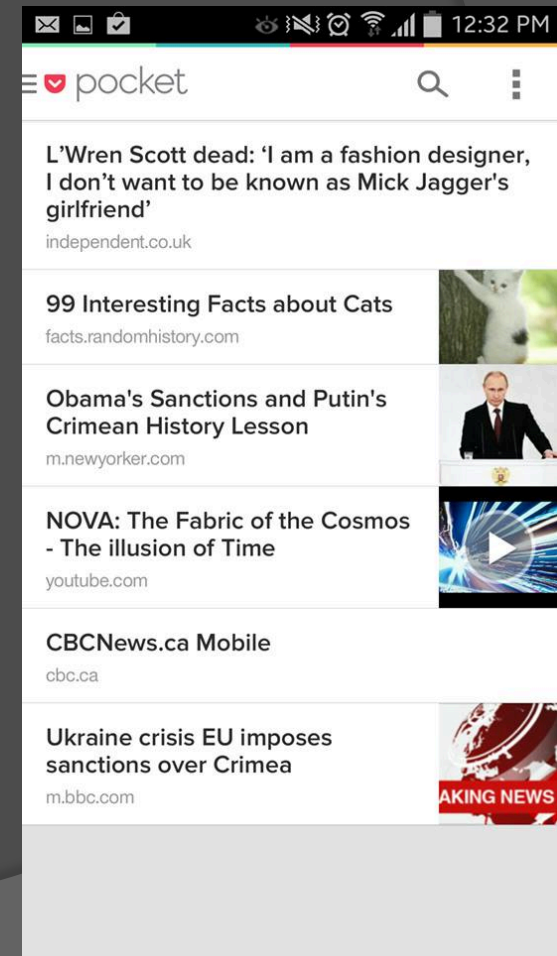 12:32 PM
pocket
L’Wren Scott dead: ‘I am a fashion designer,
I don’t want to be known as Mick Jagger's
girlfriend’
independent.co.uk
99 Interesting Facts about Cats
facts.randomhistory.com
Obama's Sanctions and Putin's
Crimean History Lesson
m.newyorker.com
NOVA: The Fabric of the Cosmos
- The illusion of Time
youtube.com
CBCNews.ca Mobile
cbc.ca
Ukraine crisis EU imposes
sanctions over Crimea
m.bbc.com
AKING NEWS